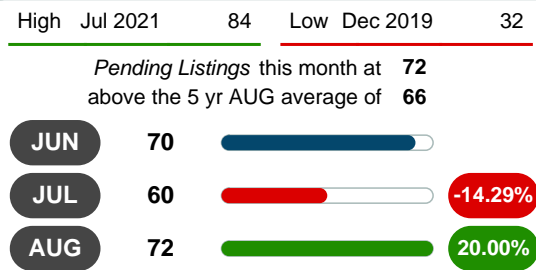 High Jul 2021 84 Low Dec 2019 32
Pending Listings this month at 72
above the 5 yr AUG average of 66
JUN 70
JUL 60 -14.29%
AUG 72 20.00%